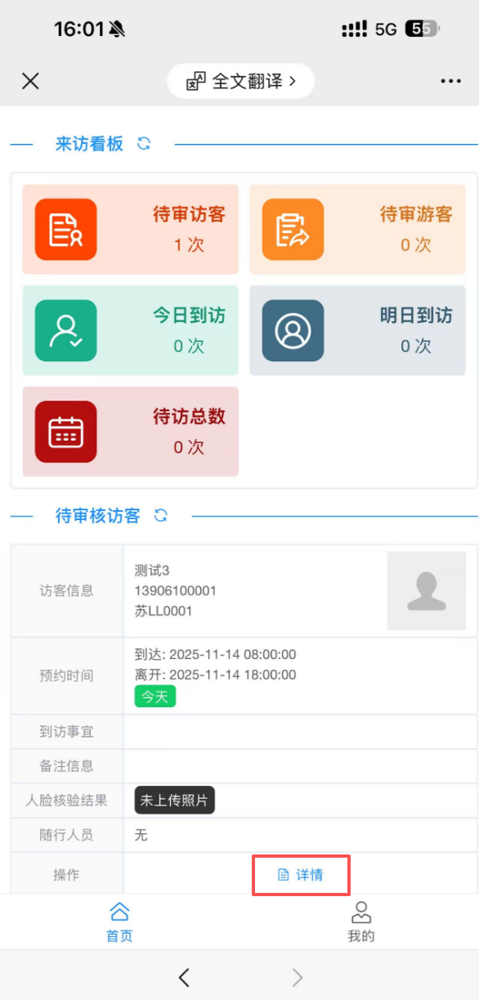 16:01
5G 55
全文翻译
来访看板
待审访客
1 次
待审游客
0 次
今日到访
0 次
明日到访
0 次
待访总数
0 次
待审核访客
访客信息
测试3
13906100001
苏LL0001
预约时间
到达: 2025-11-14 08:00:00
离开: 2025-11-14 18:00:00
今天
到访事宜
备注信息
人脸核验结果
未上传照片
随行人员
无
操作
详情
首页
我的